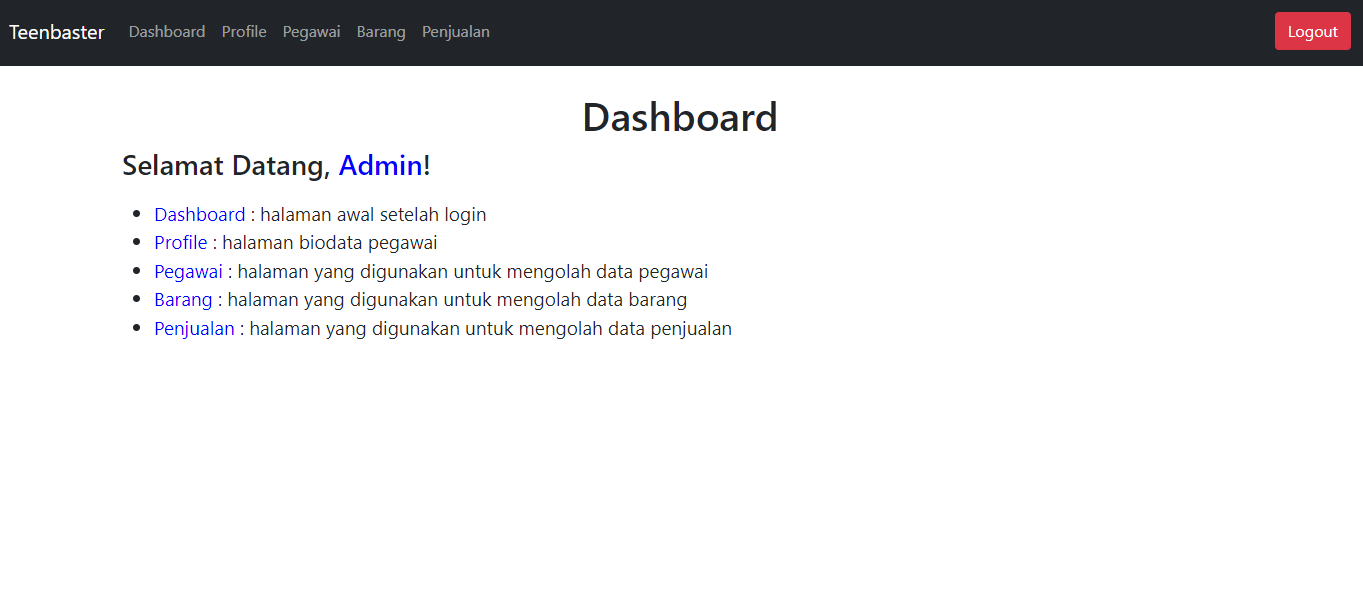 Teenbaster Dashboard Profile Pegawai Barang Penjualan Logout
Dashboard
Selamat Datang, Admin!
Dashboard : halaman awal setelah login
Profile : halaman biodata pegawai
Pegawai : halaman yang digunakan untuk mengolah data pegawai
Barang : halaman yang digunakan untuk mengolah data barang
Penjualan : halaman yang digunakan untuk mengolah data penjualan